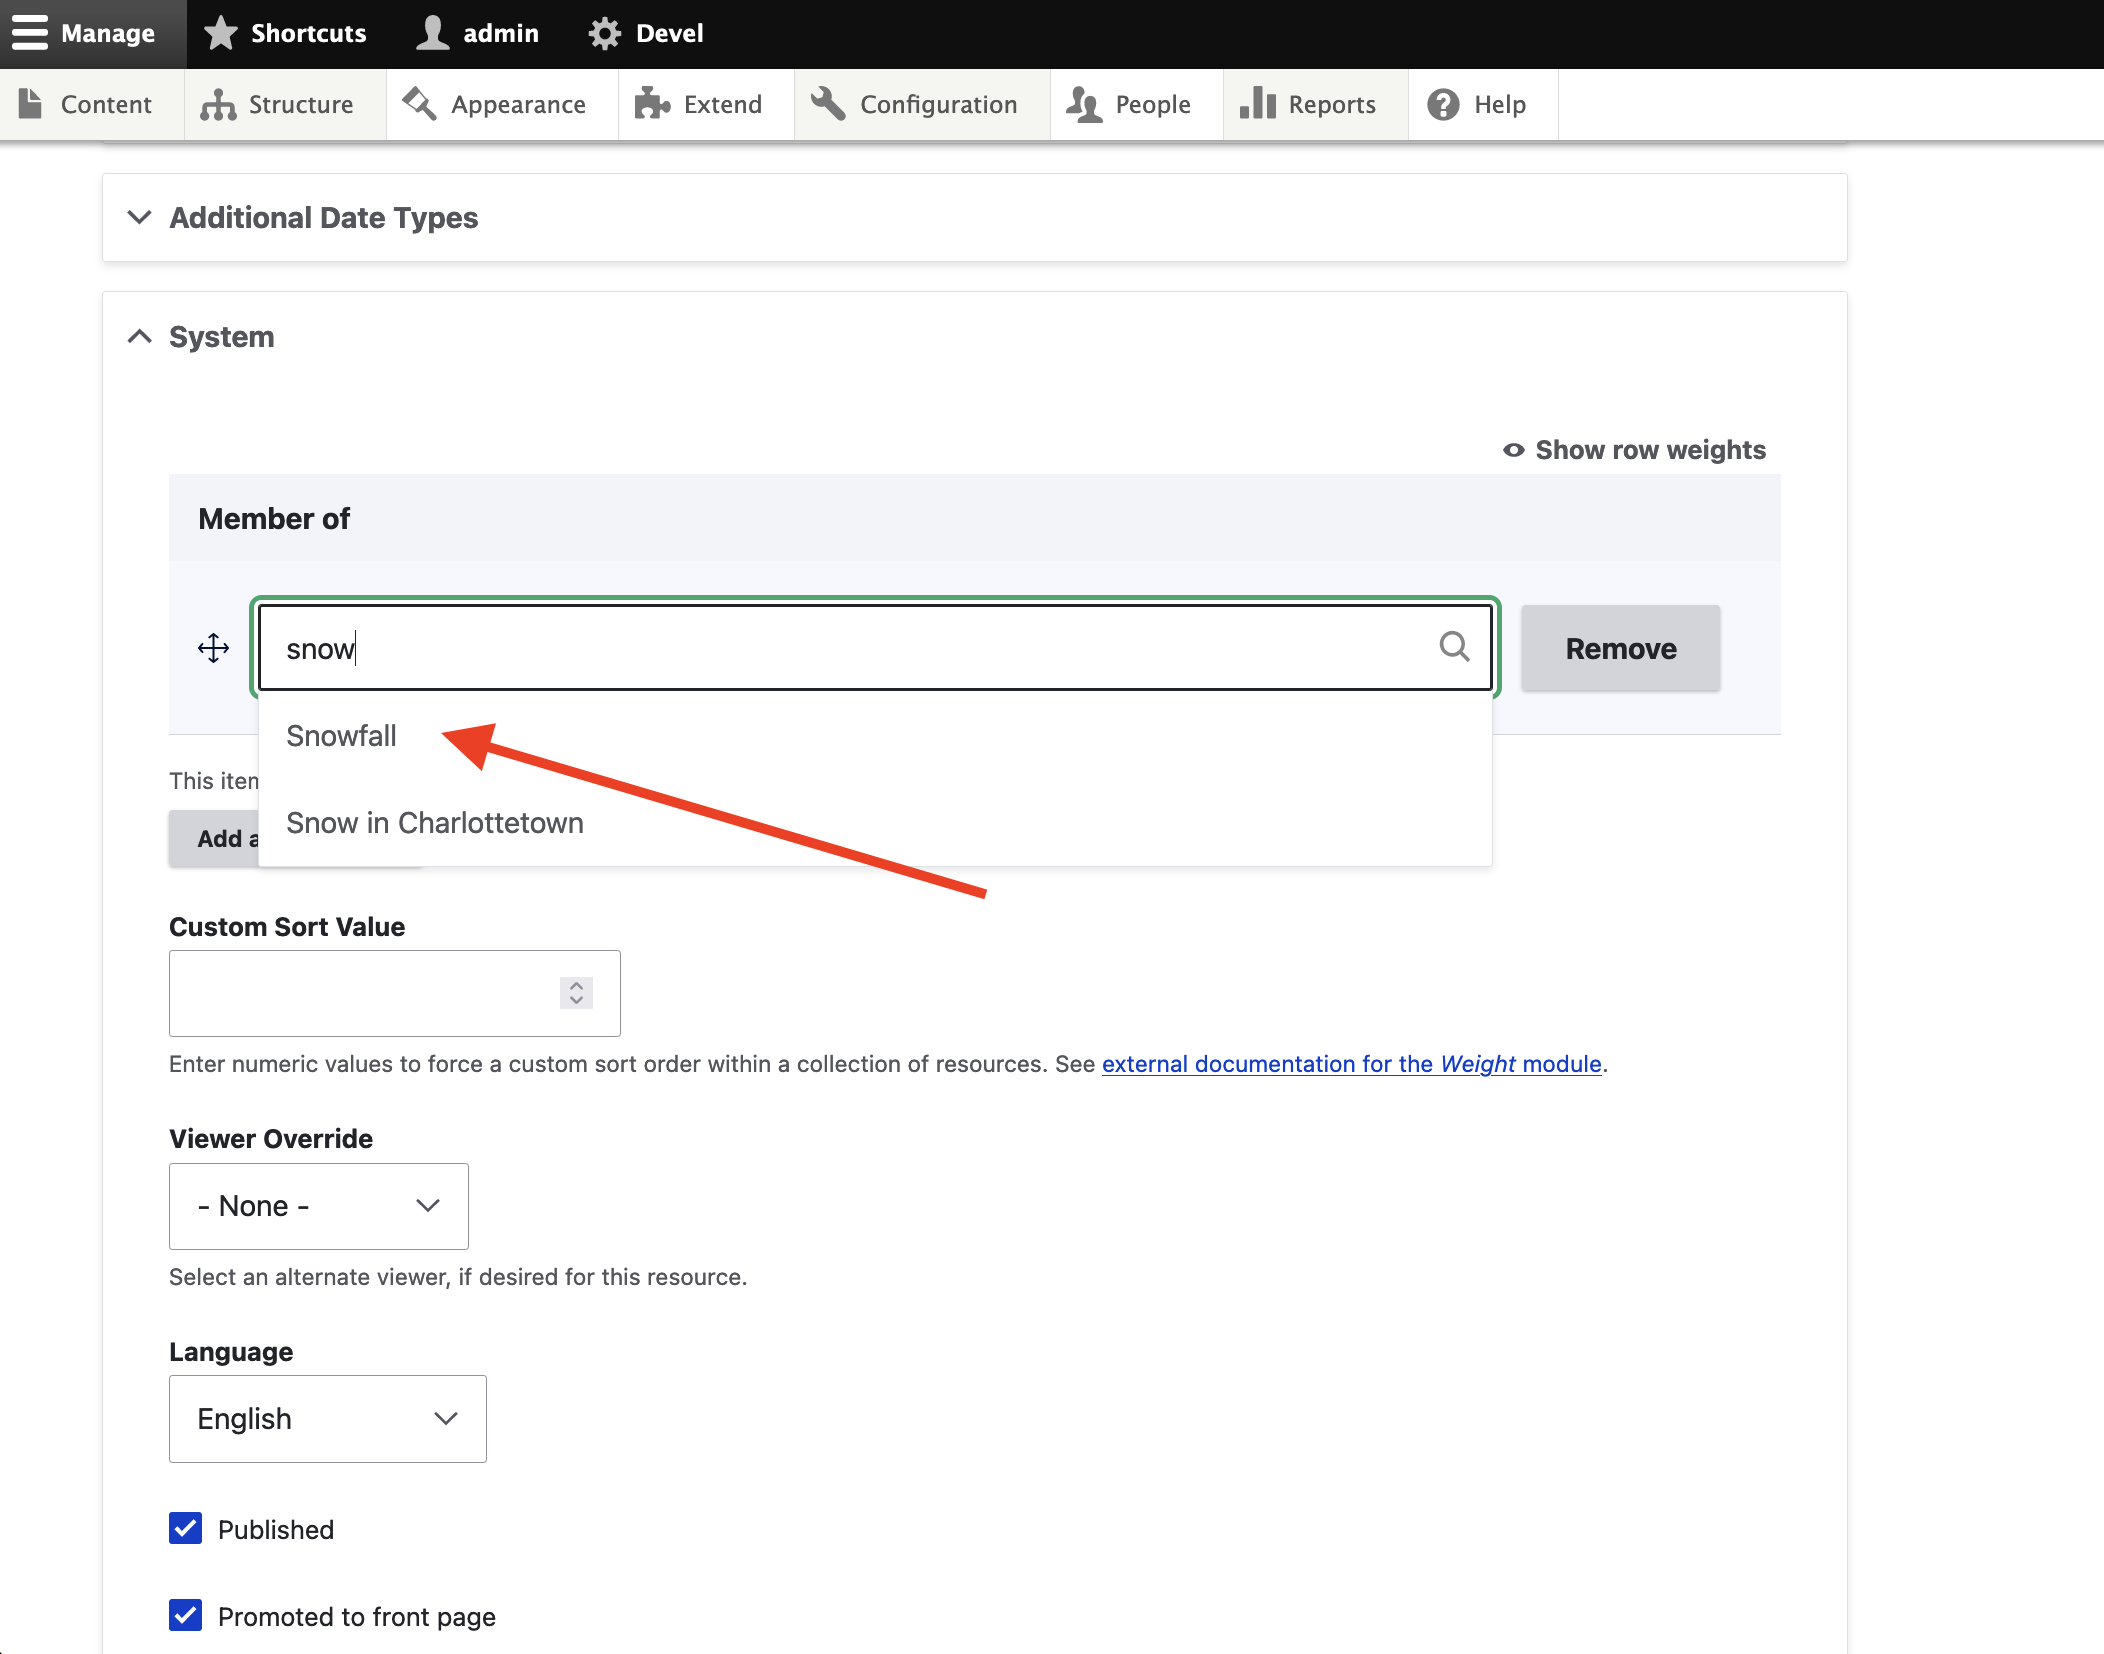 Manage Shortcuts admin Devel
Content Structure Appearance Extend Configuration People Reports Help
Additional Date Types
System
Show row weights
Member of
snow
Remove
Snowfall
This iten
Snow in Charlottetown
Add a
Custom Sort Value
Enter numeric values to force a custom sort order within a collection of resources. See external documentation for the Weight module.
Viewer Override
- None -
Select an alternate viewer, if desired for this resource.
Language
English
Published
Promoted to front page